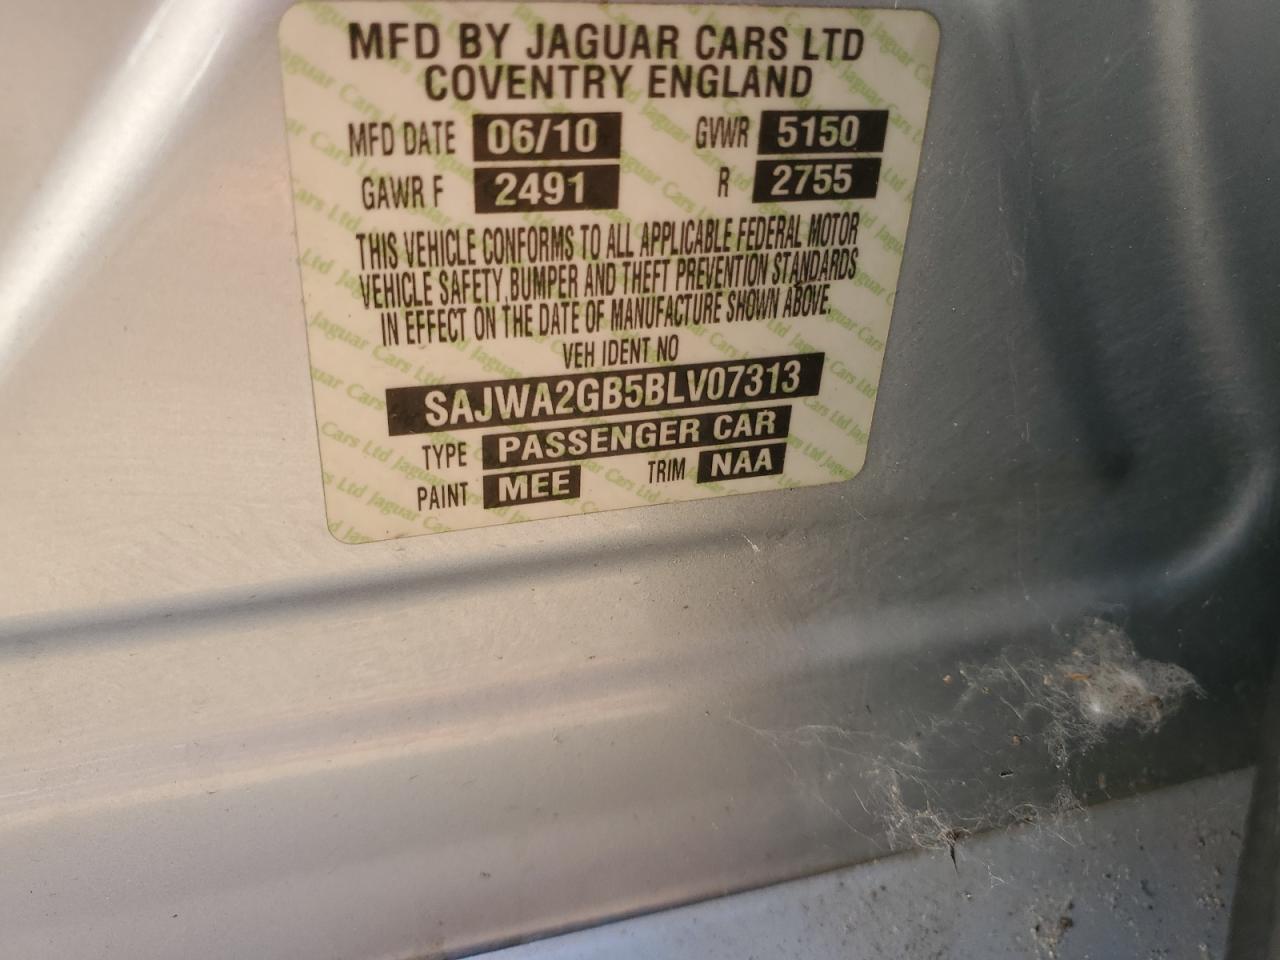 MFD BY JAGUAR CARS LTD
COVENTRY ENGLAND
MFD DATE 06/10 GVWR 5150
GAWR F 2491 R 2755
THIS VEHICLE CONFORMS TO ALL APPLICABLE FEDERAL MOTOR
VEHICLE SAFETY, BUMPER AND THEFT PREVENTION STANDARDS
IN EFFECT ON THE DATE OF MANUFACTURE SHOWN ABOVE.
VEH IDENT NO
SAJWA2GB5BLV07313
TYPE PASSENGER CAR
PAINT MEE TRIM NAA